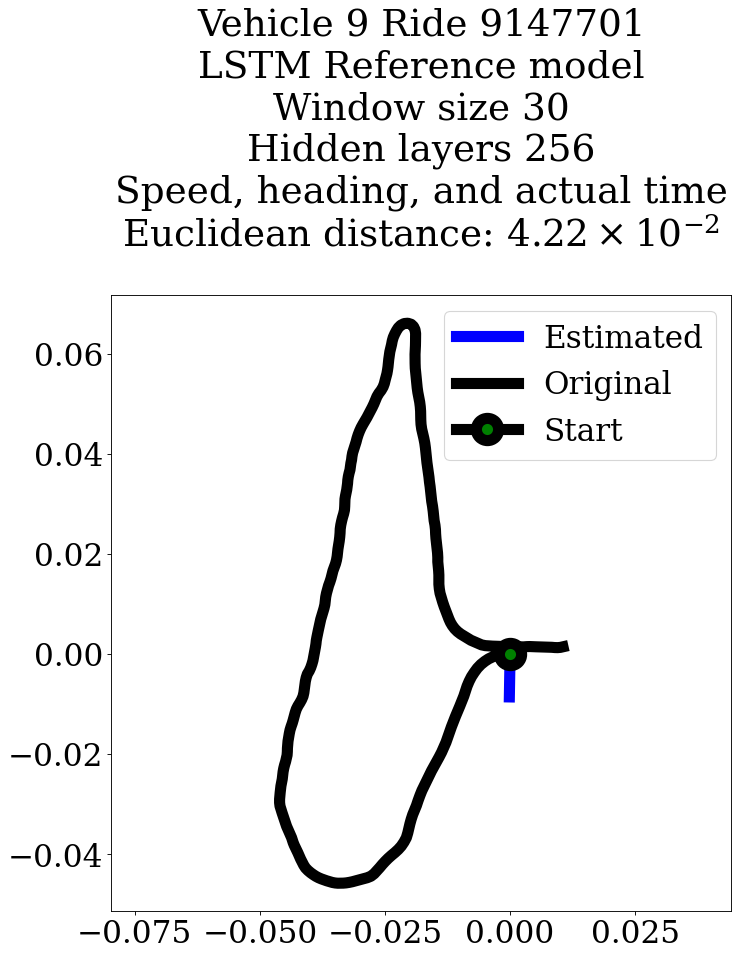 Vehicle 9 Ride 9147701
LSTM Reference model
Window size 30
Hidden layers 256
Speed, heading, and actual time
Euclidean distance: 4.22 × 10⁻²
Estimated
Original
Start
0.06
0.04
0.02
0.00
−0.02
−0.04
−0.075 −0.050 −0.025 0.000 0.025